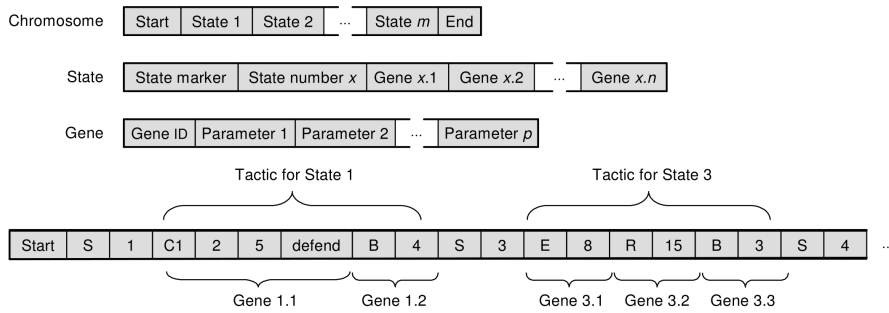 Chromosome Start State 1 State 2 ... State m End
State State marker State number x Gene x.1 Gene x.2 ... Gene x.n
Gene Gene ID Parameter 1 Parameter 2 ... Parameter p
Tactic for State 1 Tactic for State 3
Start S 1 C1 2 5 defend B 4 S 3 E 8 R 15 B 3 S 4 ..
Gene 1.1 Gene 1.2 Gene 3.1 Gene 3.2 Gene 3.3